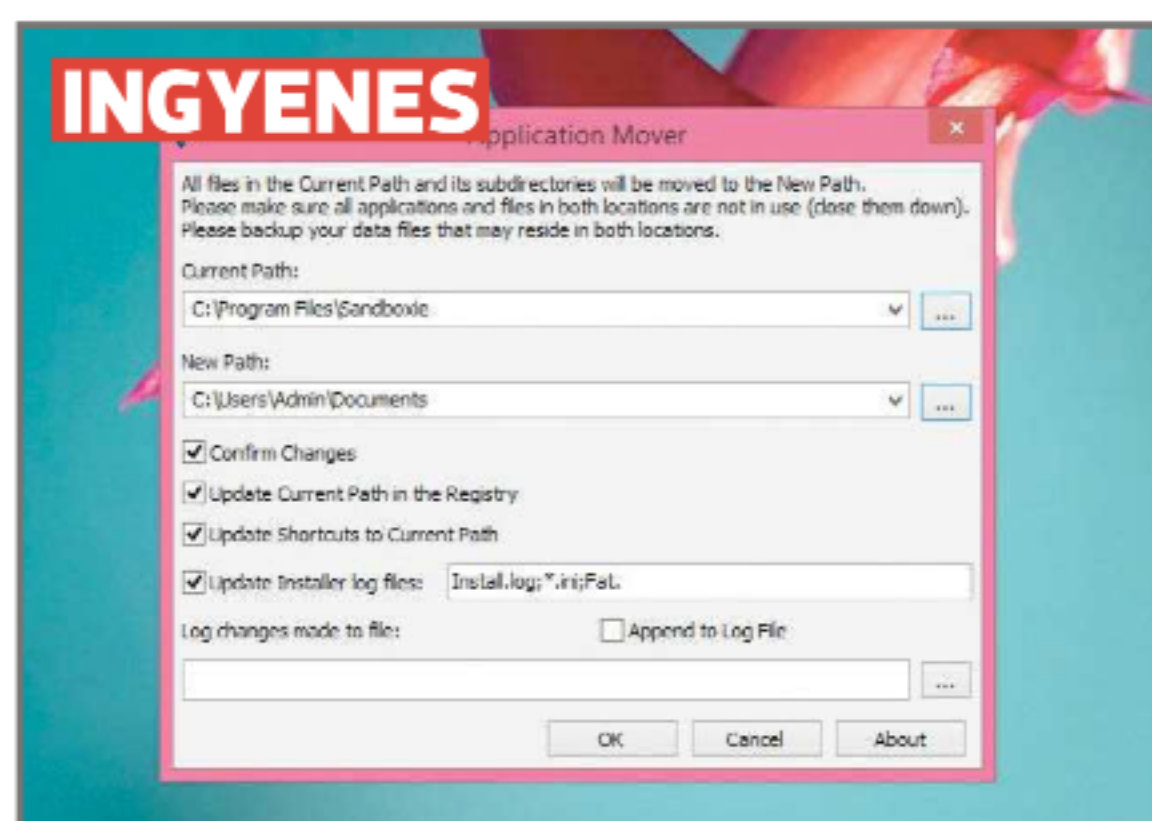 INGYENES
Application Mover
All files in the Current Path and its subdirectories will be moved to the New Path.
Please make sure all applications and files in both locations are not in use (close them down).
Please backup your data files that may reside in both locations.
Current Path:
C:\Program Files\Sandboxie
...
New Path:
C:\Users\Admin\Documents
...
Confirm Changes
Update Current Path in the Registry
Update Shortcuts to Current Path
Update Installer log files: Install.log;*.ini;Fat.
Log changes made to file: Append to Log File
...
OK Cancel About